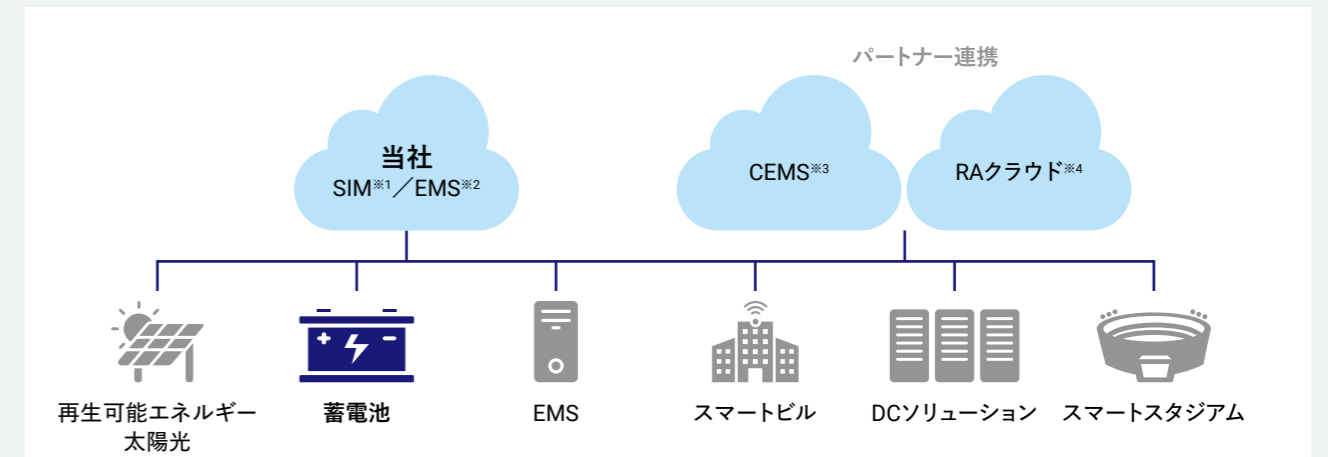 パートナー連携
当社
SIM※1／EMS※2
CEMS※3
RAクラウド※4
再生可能エネルギー
太陽光
蓄電池
EMS
スマートビル
DCソリューション
スマートスタジアム